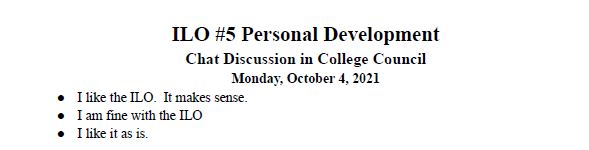 ILO #5 Personal Development
Chat Discussion in College Council
Monday, October 4, 2021
● I like the ILO.  It makes sense.
● I am fine with the ILO
● I like it as is.